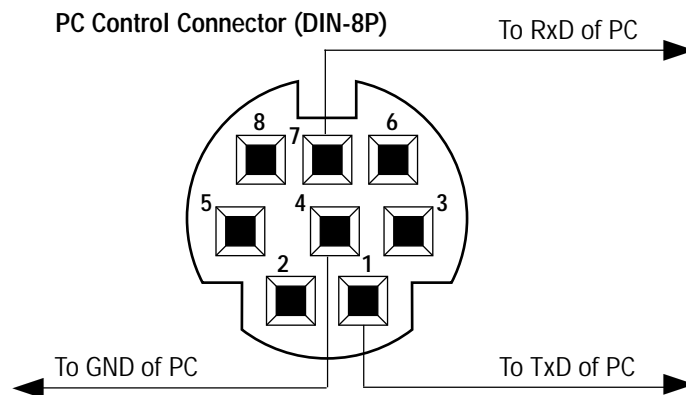 PC Control Connector (DIN-8P)
To RxD of PC
8 7 6
5 4 3
2 1
To GND of PC
To TxD of PC